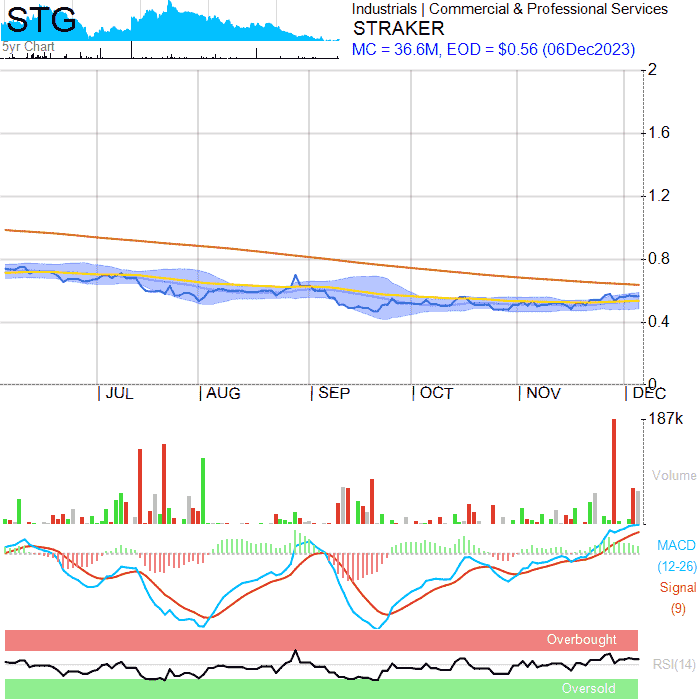 STG
5yr Chart
Industrials | Commercial & Professional Services
STRAKER
MC = 36.6M, EOD = $0.56 (06Dec2023)
2
1.6
1.2
0.8
0.4
0
JUL AUG SEP OCT NOV DEC
187k
Volume
MACD
(12-26)
Signal
(9)
Overbought
RSI(14)
Oversold